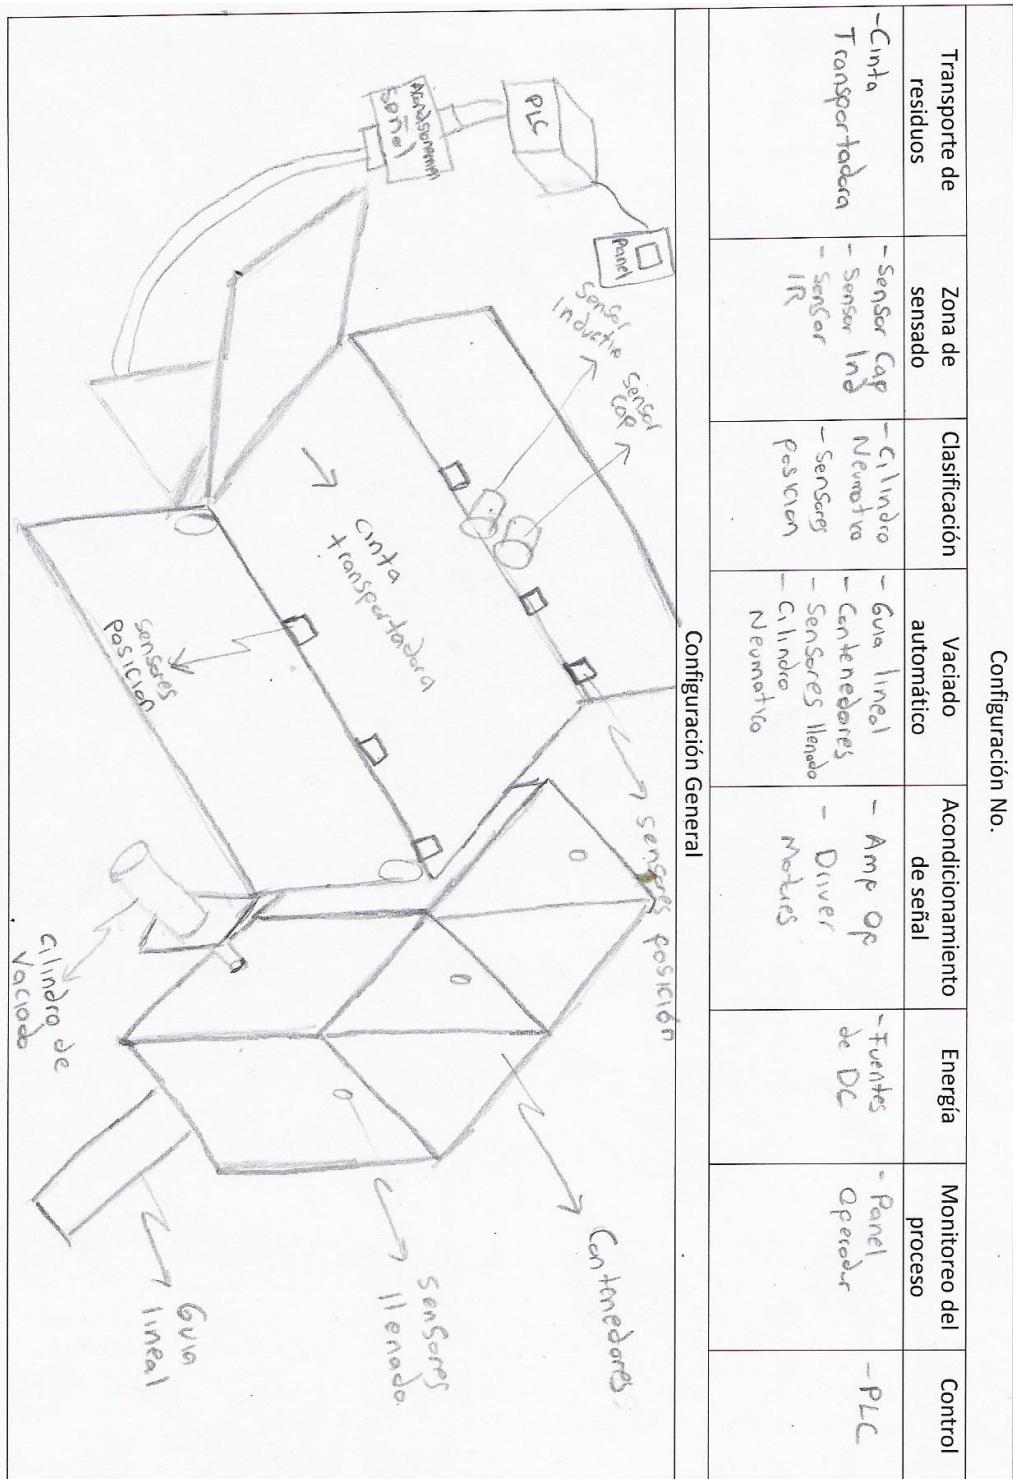 Configuración No.
Transporte de
residuos
Zona de
sensado
Clasificación
Vaciado
automático
Acondicionamiento
de señal
Energía
Monitoreo del
proceso
Control
- Cinta
Transportadora
- Sensor Cap
- Sensor Ind
- Sensor
IR
- Cilindro
Neumatico
- Sensores
posicion
- Guia lineal
- Contenedores
- Sensores llenado
- Cilindro
Neumatico
- Amp Op
- Driver
Motres
- Fuentes
de DC
- Panel
Operador
- PLC
Configuración General
Panel
PLC
señal
Sensor
Inductivo
Sensor
Cap
sensores posición
Cinta
transportadora
sensores
posicion
Cilindro de
Vaciado
Contenedores
sensores
llenado
Guia
lineal